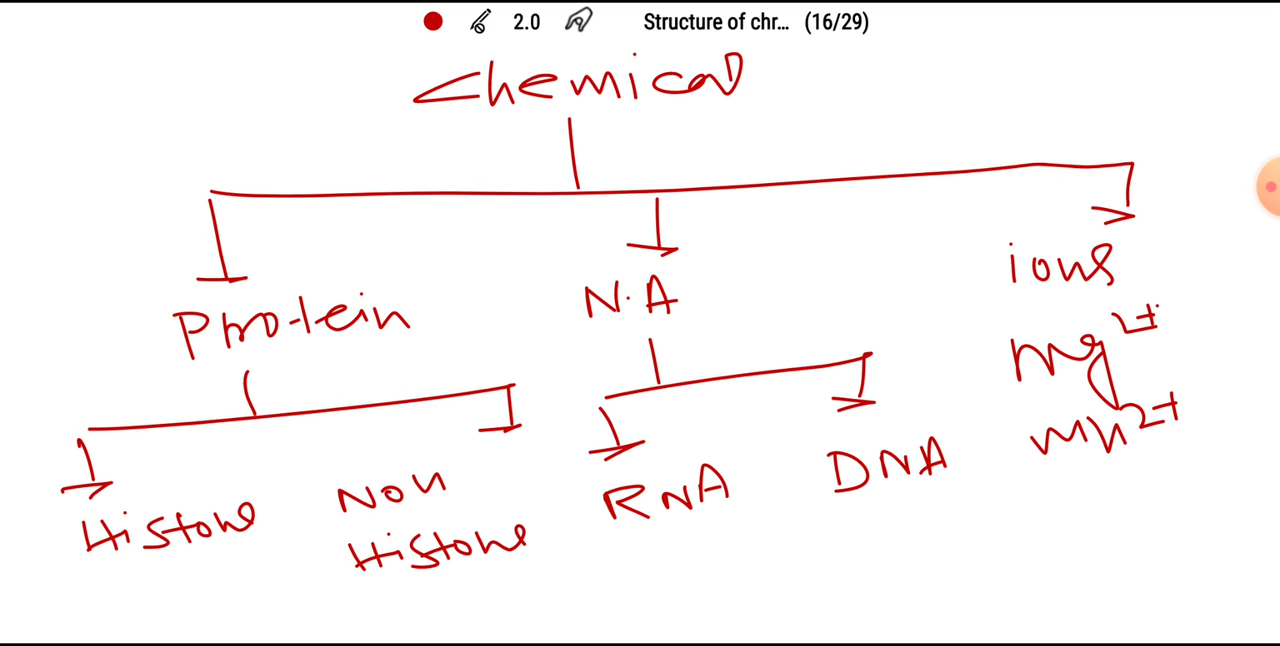 2.0 Structure of chr... (16/29)
Chemical
Protein N.A ions
Histone Non Histone RNA DNA Mg2+
Mn2+